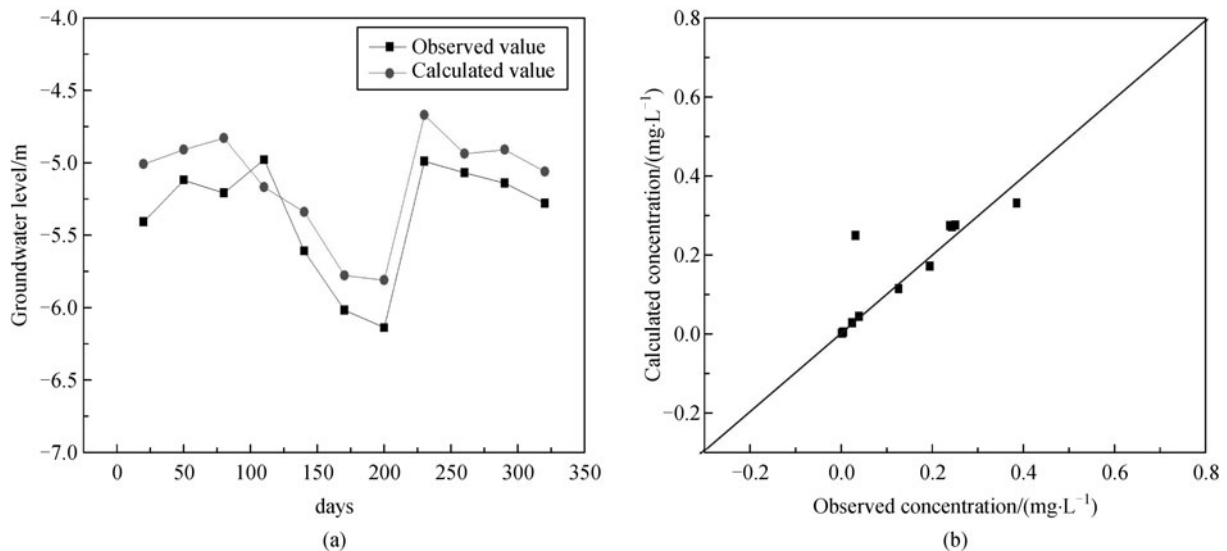 −4.0
−4.5
−5.0
−5.5
−6.0
−6.5
−7.0
Groundwater level/m
Observed value
Calculated value
0 50 100 150 200 250 300 350
days
(a)
0.8
0.6
0.4
0.2
0.0
−0.2
Calculated concentration/(mg·L⁻¹)
−0.2 0.0 0.2 0.4 0.6 0.8
Observed concentration/(mg·L⁻¹)
(b)